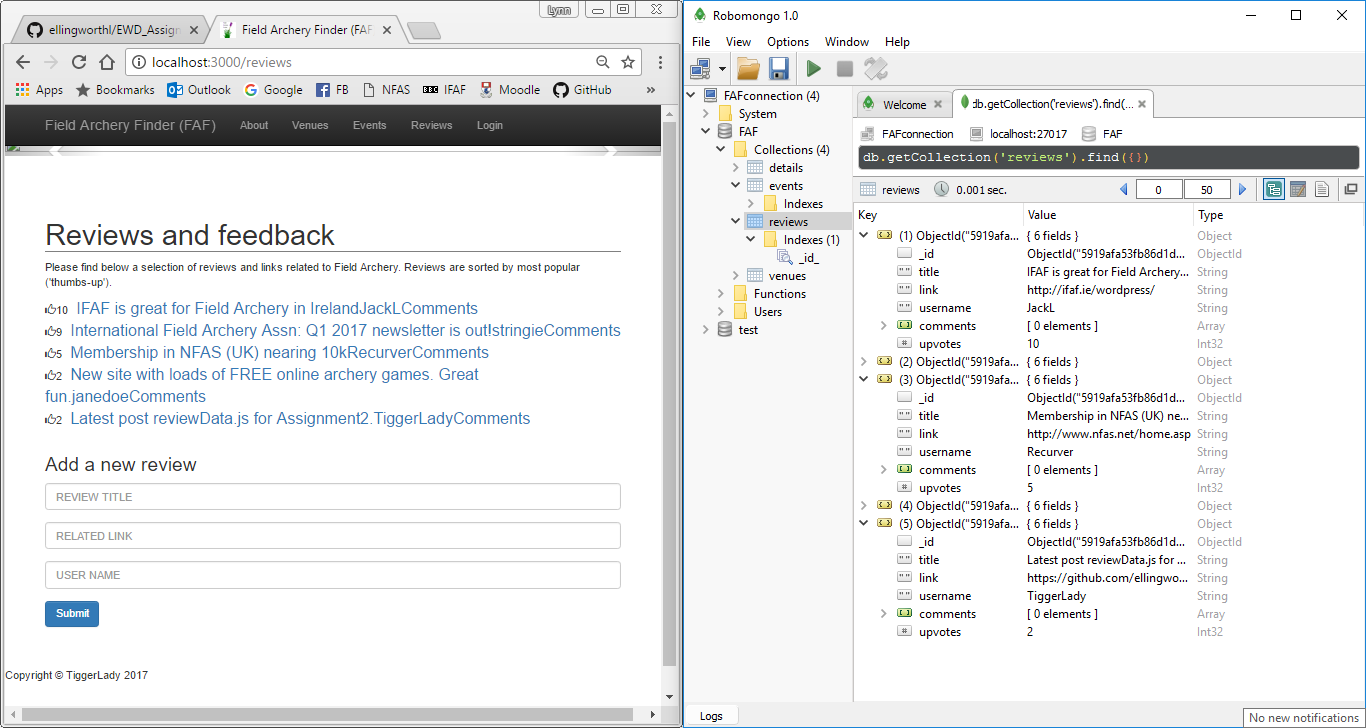 Lynn
ellingworthl/EWD_Assign
Field Archery Finder (FAF)
localhost:3000/reviews
Apps Bookmarks Outlook Google FB NFAS IFAF Moodle GitHub »
Field Archery Finder (FAF) About Venues Events Reviews Login
Reviews and feedback
Please find below a selection of reviews and links related to Field Archery. Reviews are sorted by most popular
('thumbs-up').
10 IFAF is great for Field Archery in IrelandJackLComments
9 International Field Archery Assn: Q1 2017 newsletter is out!stringieComments
5 Membership in NFAS (UK) nearing 10kRecurverComments
2 New site with loads of FREE online archery games. Great
fun.janedoeComments
2 Latest post reviewData.js for Assignment2.TiggerLadyComments
Add a new review
REVIEW TITLE
RELATED LINK
USER NAME
Submit
Copyright © TiggerLady 2017
Robomongo 1.0
File View Options Window Help
FAFconnection (4)
System
FAF
Collections (4)
details
events
Indexes
reviews
Indexes (1)
_id_
venues
Functions
Users
test
Welcome
db.getCollection('reviews').find(...
FAFconnection localhost:27017 FAF
db.getCollection('reviews').find({})
reviews 0.001 sec. 0 50
Key Value Type
(1) ObjectId("5919afa... { 6 fields } Object
_id ObjectId("5919afa53fb86d1d... ObjectId
title IFAF is great for Field Archery... String
link http://ifaf.ie/wordpress/ String
username JackL String
comments [ 0 elements ] Array
upvotes 10 Int32
(2) ObjectId("5919afa... { 6 fields } Object
(3) ObjectId("5919afa... { 6 fields } Object
_id ObjectId("5919afa53fb86d1d... ObjectId
title Membership in NFAS (UK) ne... String
link http://www.nfas.net/home.asp String
username Recurver String
comments [ 0 elements ] Array
upvotes 5 Int32
(4) ObjectId("5919afa... { 6 fields } Object
(5) ObjectId("5919afa... { 6 fields } Object
_id ObjectId("5919afa53fb86d1d... ObjectId
title Latest post reviewData.js for ... String
link https://github.com/ellingwo... String
username TiggerLady String
comments [ 0 elements ] Array
upvotes 2 Int32
Logs
No new notifications